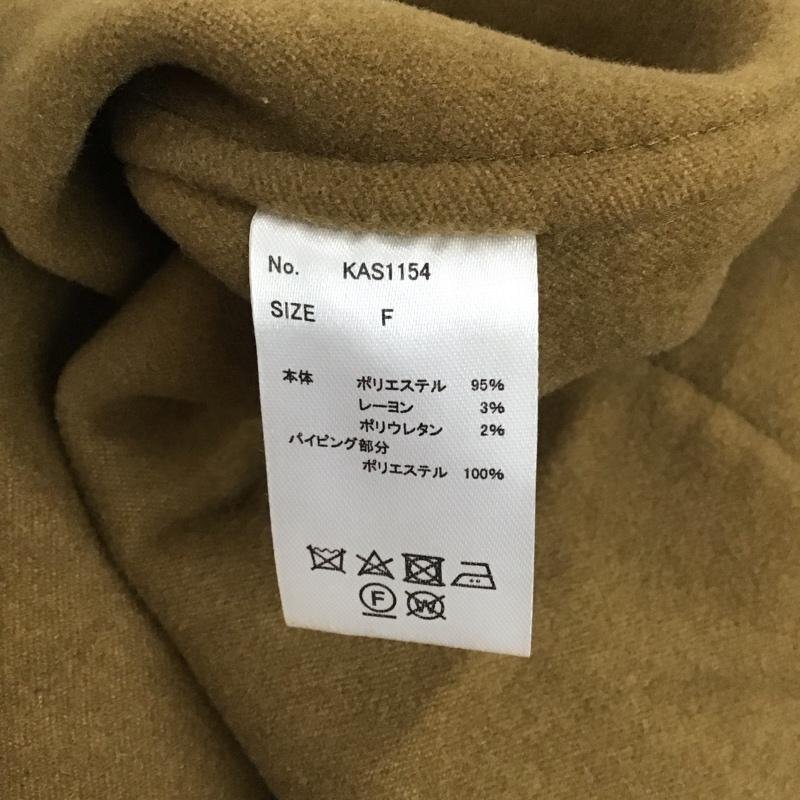 No. KAS1154
SIZE F
本体 ポリエステル 95%
レーヨン 3%
ポリウレタン 2%
パイピング部分
ポリエステル 100%
F W